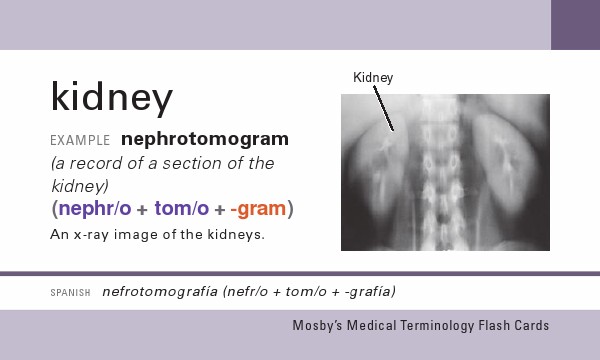 kidney
EXAMPLE nephrotomogram
(a record of a section of the
kidney)
(nephr/o + tom/o + -gram)
An x-ray image of the kidneys.
Kidney
SPANISH nefrotomografía (nefr/o + tom/o + -grafía)
Mosby's Medical Terminology Flash Cards